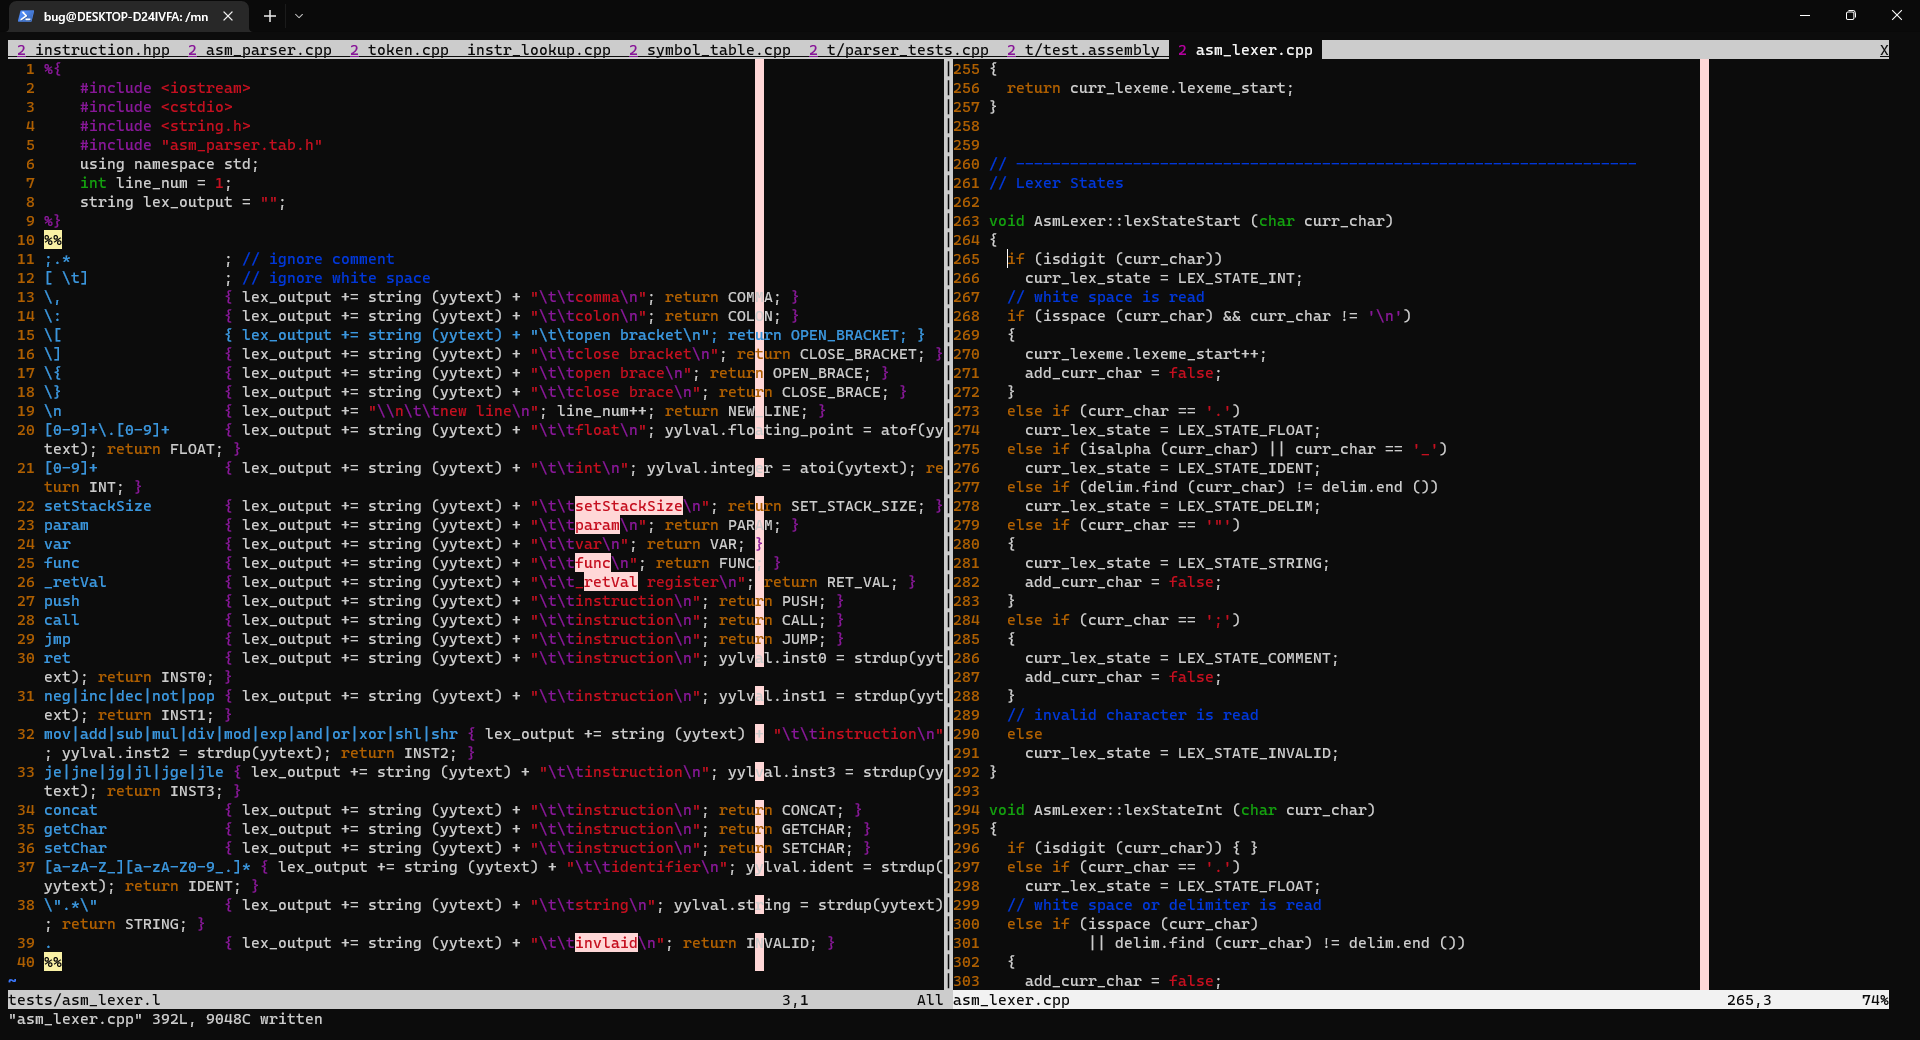 bug@DESKTOP-D24IVFA: /mn
2 instruction.hpp  2 asm_parser.cpp  2 token.cpp  instr_lookup.cpp  2 symbol_table.cpp  2 t/parser_tests.cpp  2 t/test.assembly  2 asm_lexer.cpp  X
1 %{
2     #include <iostream>
3     #include <cstdio>
4     #include <string.h>
5     #include "asm_parser.tab.h"
6     using namespace std;
7     int line_num = 1;
8     string lex_output = "";
9 %}
10 %%
11 ;.*                 ; // ignore comment
12 [ \t]               ; // ignore white space
13 \,                  { lex_output += string (yytext) + "\t\tcomma\n"; return COMMA; }
14 \:                  { lex_output += string (yytext) + "\t\tcolon\n"; return COLON; }
15 \[                  { lex_output += string (yytext) + "\t\topen bracket\n"; return OPEN_BRACKET; }
16 \]                  { lex_output += string (yytext) + "\t\tclose bracket\n"; return CLOSE_BRACKET; }
17 \{                  { lex_output += string (yytext) + "\t\topen brace\n"; return OPEN_BRACE; }
18 \}                  { lex_output += string (yytext) + "\t\tclose brace\n"; return CLOSE_BRACE; }
19 \n                  { lex_output += "\\n\t\tnew line\n"; line_num++; return NEW_LINE; }
20 [0-9]+\.[0-9]+      { lex_output += string (yytext) + "\t\tfloat\n"; yylval.floating_point = atof(yy
text); return FLOAT; }
21 [0-9]+              { lex_output += string (yytext) + "\t\tint\n"; yylval.integer = atoi(yytext); re
turn INT; }
22 setStackSize        { lex_output += string (yytext) + "\t\tsetStackSize\n"; return SET_STACK_SIZE; }
23 param               { lex_output += string (yytext) + "\t\tparam\n"; return PARAM; }
24 var                 { lex_output += string (yytext) + "\t\tvar\n"; return VAR; }
25 func                { lex_output += string (yytext) + "\t\tfunc\n"; return FUNC; }
26 _retVal             { lex_output += string (yytext) + "\t\t_retVal register\n"; return RET_VAL; }
27 push                { lex_output += string (yytext) + "\t\tinstruction\n"; return PUSH; }
28 call                { lex_output += string (yytext) + "\t\tinstruction\n"; return CALL; }
29 jmp                 { lex_output += string (yytext) + "\t\tinstruction\n"; return JUMP; }
30 ret                 { lex_output += string (yytext) + "\t\tinstruction\n"; yylval.inst0 = strdup(yyt
ext); return INST0; }
31 neg|inc|dec|not|pop { lex_output += string (yytext) + "\t\tinstruction\n"; yylval.inst1 = strdup(yyt
ext); return INST1; }
32 mov|add|sub|mul|div|mod|exp|and|or|xor|shl|shr { lex_output += string (yytext) + "\t\tinstruction\n"
; yylval.inst2 = strdup(yytext); return INST2; }
33 je|jne|jg|jl|jge|jle { lex_output += string (yytext) + "\t\tinstruction\n"; yylval.inst3 = strdup(yy
text); return INST3; }
34 concat              { lex_output += string (yytext) + "\t\tinstruction\n"; return CONCAT; }
35 getChar             { lex_output += string (yytext) + "\t\tinstruction\n"; return GETCHAR; }
36 setChar             { lex_output += string (yytext) + "\t\tinstruction\n"; return SETCHAR; }
37 [a-zA-Z_][a-zA-Z0-9_.]* { lex_output += string (yytext) + "\t\tidentifier\n"; yylval.ident = strdup(
yytext); return IDENT; }
38 \".*\"              { lex_output += string (yytext) + "\t\tstring\n"; yylval.string = strdup(yytext)
; return STRING; }
39 .                   { lex_output += string (yytext) + "\t\tinvlaid\n"; return INVALID; }
40 %%
~
tests/asm_lexer.l  3,1  All
255 {
256   return curr_lexeme.lexeme_start;
257 }
258
259
260 // ---------------------------------------------------------------------
261 // Lexer States
262
263 void AsmLexer::lexStateStart (char curr_char)
264 {
265   if (isdigit (curr_char))
266     curr_lex_state = LEX_STATE_INT;
267   // white space is read
268   if (isspace (curr_char) && curr_char != '\n')
269   {
270     curr_lexeme.lexeme_start++;
271     add_curr_char = false;
272   }
273   else if (curr_char == '.')
274     curr_lex_state = LEX_STATE_FLOAT;
275   else if (isalpha (curr_char) || curr_char == '_')
276     curr_lex_state = LEX_STATE_IDENT;
277   else if (delim.find (curr_char) != delim.end ())
278     curr_lex_state = LEX_STATE_DELIM;
279   else if (curr_char == '"')
280   {
281     curr_lex_state = LEX_STATE_STRING;
282     add_curr_char = false;
283   }
284   else if (curr_char == ';')
285   {
286     curr_lex_state = LEX_STATE_COMMENT;
287     add_curr_char = false;
288   }
289   // invalid character is read
290   else
291     curr_lex_state = LEX_STATE_INVALID;
292 }
293
294 void AsmLexer::lexStateInt (char curr_char)
295 {
296   if (isdigit (curr_char)) { }
297   else if (curr_char == '.')
298     curr_lex_state = LEX_STATE_FLOAT;
299   // white space or delimiter is read
300   else if (isspace (curr_char)
301            || delim.find (curr_char) != delim.end ())
302   {
303     add_curr_char = false;
asm_lexer.cpp  265,3  74%
"asm_lexer.cpp" 392L, 9048C written